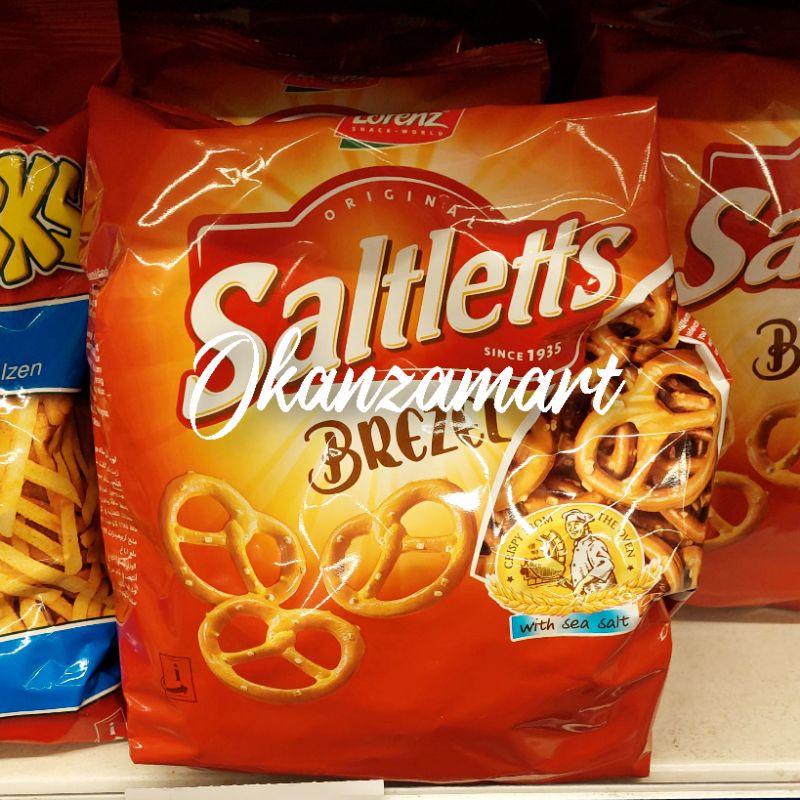 Lorenz
SNACK-WORLD
ORIGINAL
Saltletts
SINCE 1935
Okanzamart
BREZEL
CRISPY FROM THE OVEN
with sea salt
i
lzen
i